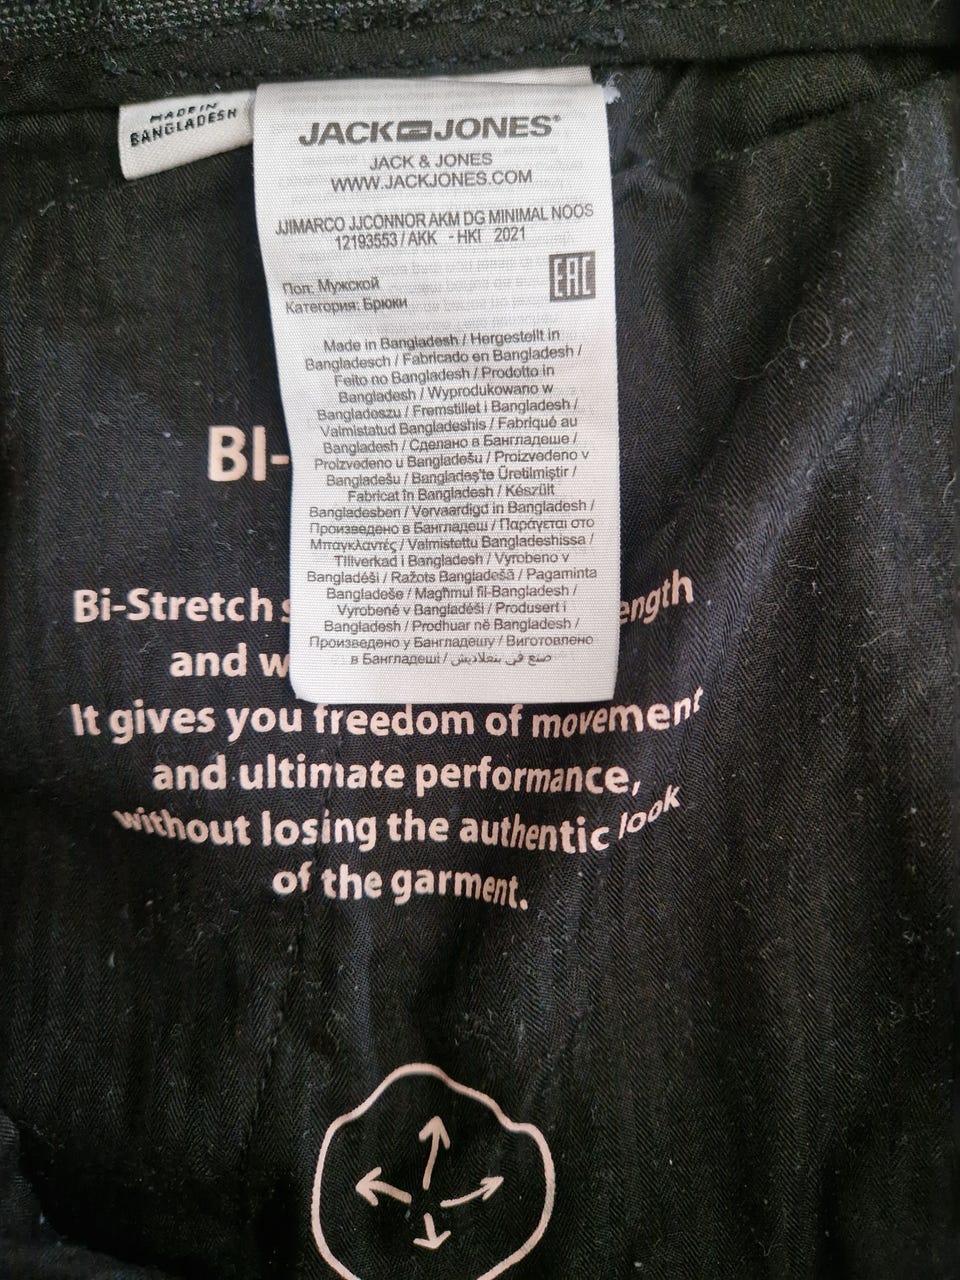 MADE IN
BANGLADESH
JACK JONES®
JACK & JONES
WWW.JACKJONES.COM
JJIMARCO JJCONNOR AKM DG MINIMAL NOOS
12193553 / AKK - HKI 2021
EAC
Пол: Мужской
Категория: Брюки
Made in Bangladesh / Hergestellt in
Bangladesch / Fabricado en Bangladesh /
Feito no Bangladesh / Prodotto in
Bangladesh / Wyprodukowano w
Bangladeszu / Fremstillet i Bangladesh /
Valmistatud Bangladeshis / Fabriqué au
Bangladesh / Сделано в Бангладеше /
Proizvedeno u Bangladešu / Proizvedeno v
Bangladešu / Bangladeş'te Üretilmiştir /
Fabricat în Bangladesh / Készült
Bangladesben / Vervaardigd in Bangladesh /
Произведено в Бангладеш / Παράγεται στο
Μπαγκλαντές / Valmistettu Bangladeshissa /
Tillverkad i Bangladesh / Vyrobeno v
Bangladéši / Ražots Bangladešā / Pagaminta
Bangladeše / Magħmul fil-Bangladesh /
Vyrobené v Bangladéši / Produsert i
Bangladesh / Prodhuar në Bangladesh /
Произведено у Бангладешу / Виготовлено
в Бангладеші / صنع في بنغلاديش
BI-
Bi-Stretch s ength
and w
It gives you freedom of movement
and ultimate performance,
without losing the authentic look
of the garment.